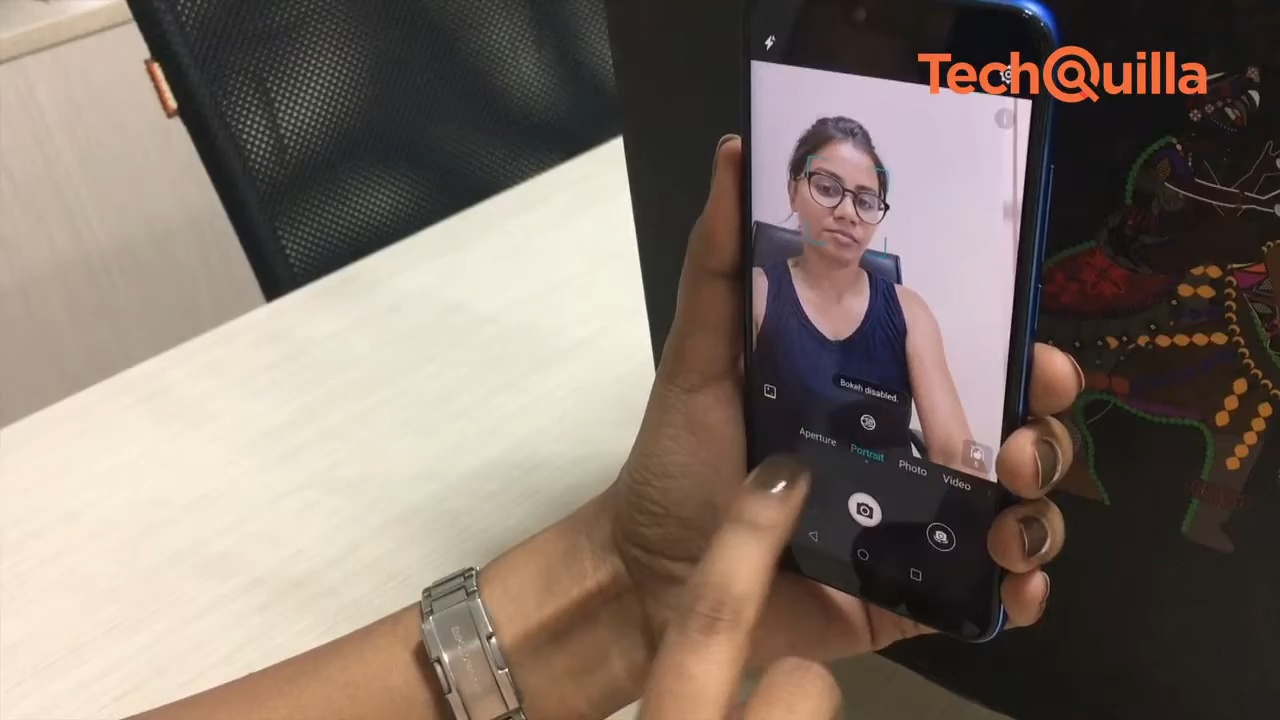 TechQuilla
Bokeh disabled.
Aperture
Portrait
Photo
Video